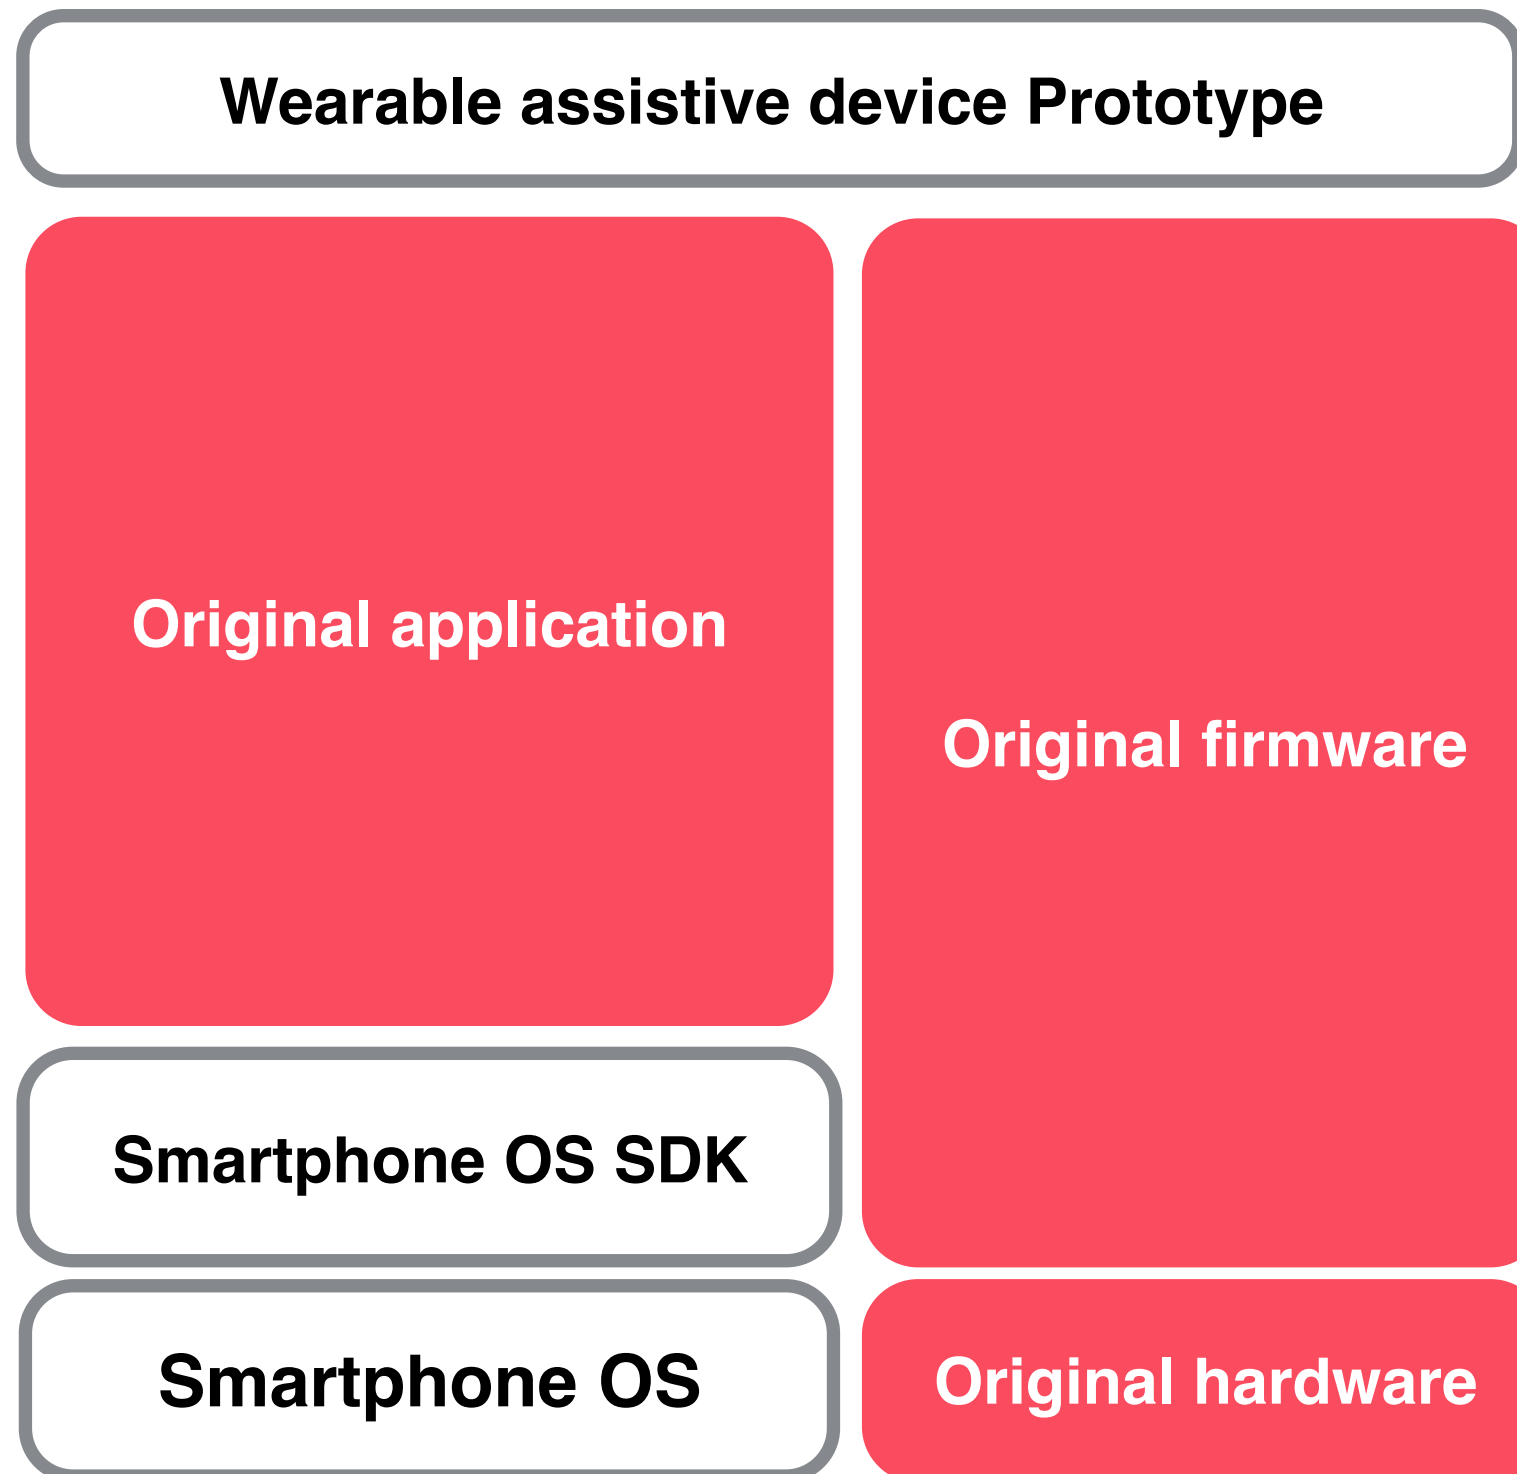 Wearable assistive device Prototype
Original application
Original firmware
Smartphone OS SDK
Smartphone OS
Original hardware